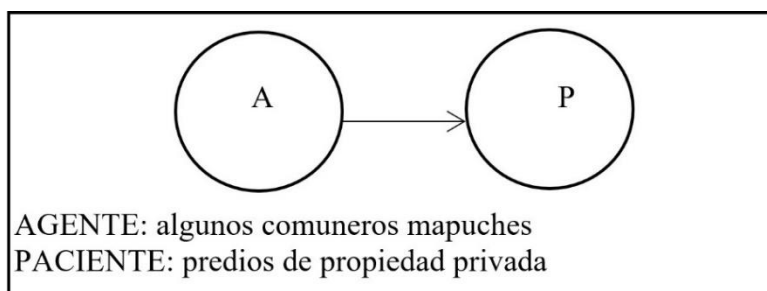 A P
AGENTE: algunos comuneros mapuches
PACIENTE: predios de propiedad privada